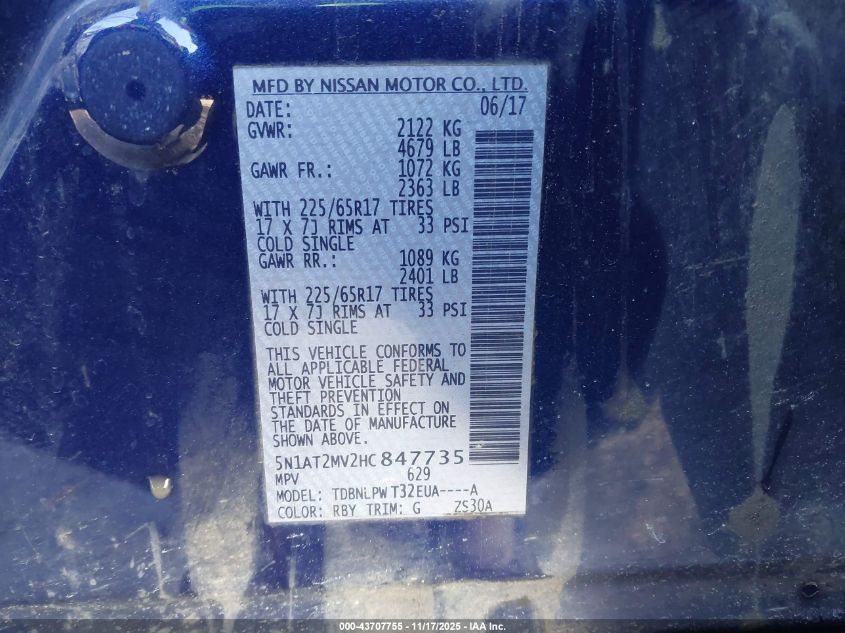 MFD BY NISSAN MOTOR CO., LTD.
DATE: 06/17
GVWR: 2122 KG
4679 LB
GAWR FR.: 1072 KG
2363 LB
WITH 225/65R17 TIRES
17 X 7J RIMS AT 33 PSI
COLD SINGLE
GAWR RR.: 1089 KG
2401 LB
WITH 225/65R17 TIRES
17 X 7J RIMS AT 33 PSI
COLD SINGLE
THIS VEHICLE CONFORMS TO
ALL APPLICABLE FEDERAL
MOTOR VEHICLE SAFETY AND
THEFT PREVENTION
STANDARDS IN EFFECT ON
THE DATE OF MANUFACTURE
SHOWN ABOVE.
5N1AT2MV2HC847735
MPV 629
MODEL: TDBNLPW T32EUA----A
COLOR: RBY TRIM: G ZS30A
000-43707755 - 11/17/2025 - IAA Inc.